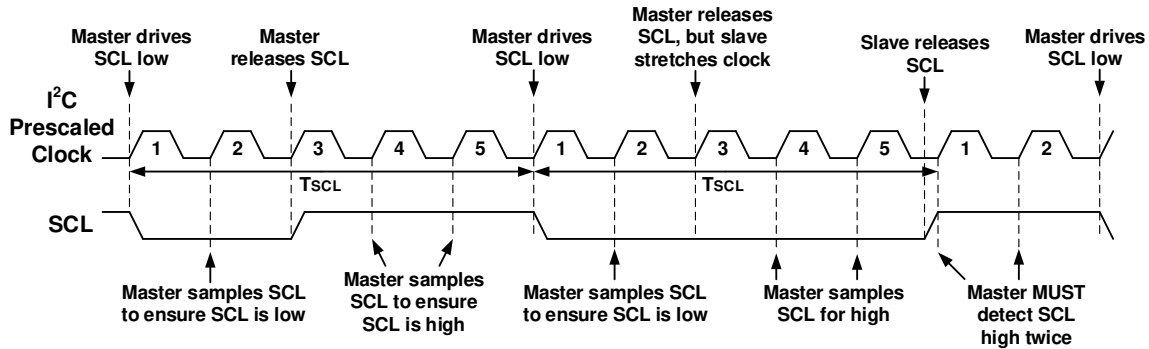 Master drives
SCL low
Master
releases SCL
Master drives
SCL low
Master releases
SCL, but slave
stretches clock
Slave releases
SCL
Master drives
SCL low
I²C
Prescaled
Clock
1 2 3 4 5 1 2 3 4 5 1 2
TSCL TSCL
SCL
Master samples SCL
to ensure SCL is low
Master samples
SCL to ensure
SCL is high
Master samples SCL
to ensure SCL is low
Master samples
SCL for high
Master MUST
detect SCL
high twice